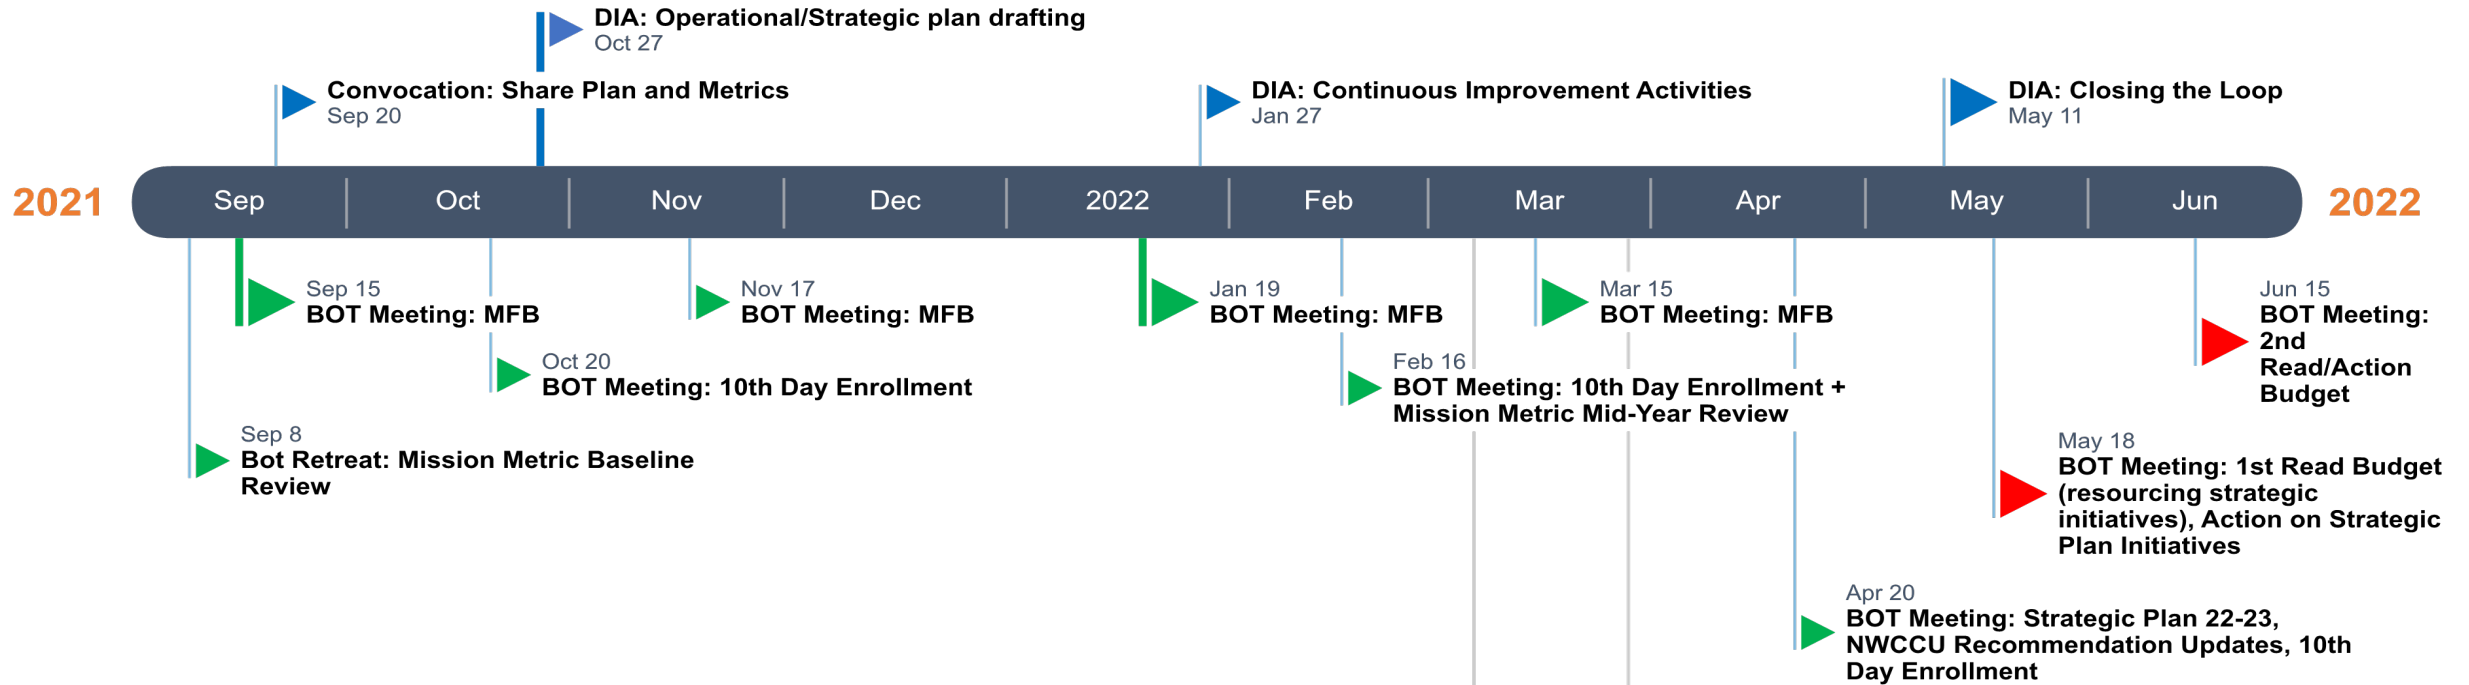 DIA: Operational/Strategic plan drafting
Oct 27
Convocation: Share Plan and Metrics
Sep 20
DIA: Continuous Improvement Activities
Jan 27
DIA: Closing the Loop
May 11
2021
Sep
Oct
Nov
Dec
2022
Feb
Mar
Apr
May
Jun
2022
Sep 15
BOT Meeting: MFB
Nov 17
BOT Meeting: MFB
Jan 19
BOT Meeting: MFB
Mar 15
BOT Meeting: MFB
Jun 15
BOT Meeting:
2nd
Read/Action
Budget
Oct 20
BOT Meeting: 10th Day Enrollment
Feb 16
BOT Meeting: 10th Day Enrollment +
Mission Metric Mid-Year Review
Sep 8
Bot Retreat: Mission Metric Baseline
Review
May 18
BOT Meeting: 1st Read Budget
(resourcing strategic
initiatives), Action on Strategic
Plan Initiatives
Apr 20
BOT Meeting: Strategic Plan 22-23,
NWCCU Recommendation Updates, 10th
Day Enrollment